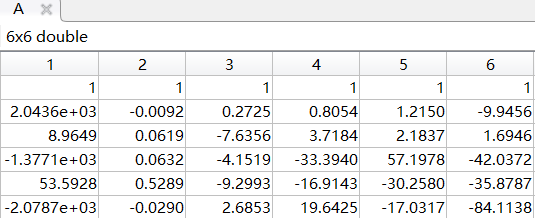 A
6x6 double
1 2 3 4 5 6
1 1 1 1 1 1
2.0436e+03 -0.0092 0.2725 0.8054 1.2150 -9.9456
8.9649 0.0619 -7.6356 3.7184 2.1837 1.6946
-1.3771e+03 0.0632 -4.1519 -33.3940 57.1978 -42.0372
53.5928 0.5289 -9.2993 -16.9143 -30.2580 -35.8787
-2.0787e+03 -0.0290 2.6853 19.6425 -17.0317 -84.1138